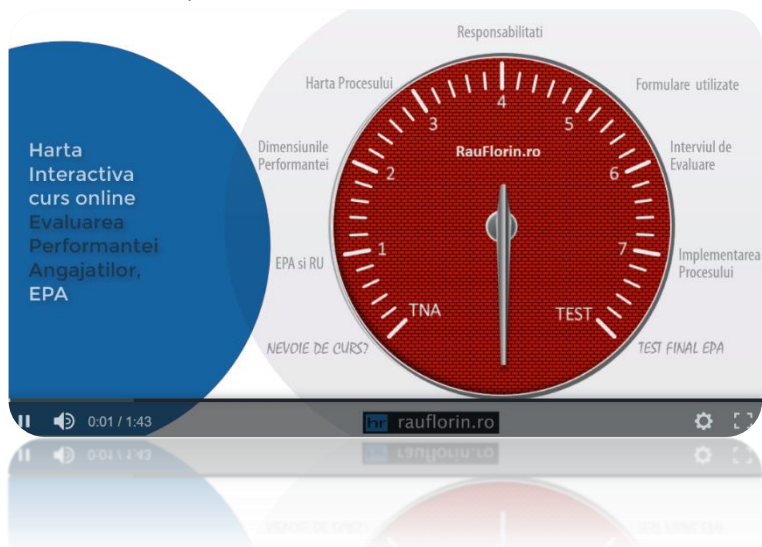 Harta
Interactiva
curs online
Evaluarea
Performantei
Angajatilor,
EPA
Responsabilitati
Harta Procesului
Formulare utilizate
Dimensiunile
Performantei
Interviul de
Evaluare
EPA si RU
Implementarea
Procesului
NEVOIE DE CURS?
TEST FINAL EPA
RauFlorin.ro
TNA
1
2
3
4
5
6
7
TEST
0:01 / 1:43
hr rauflorin.ro